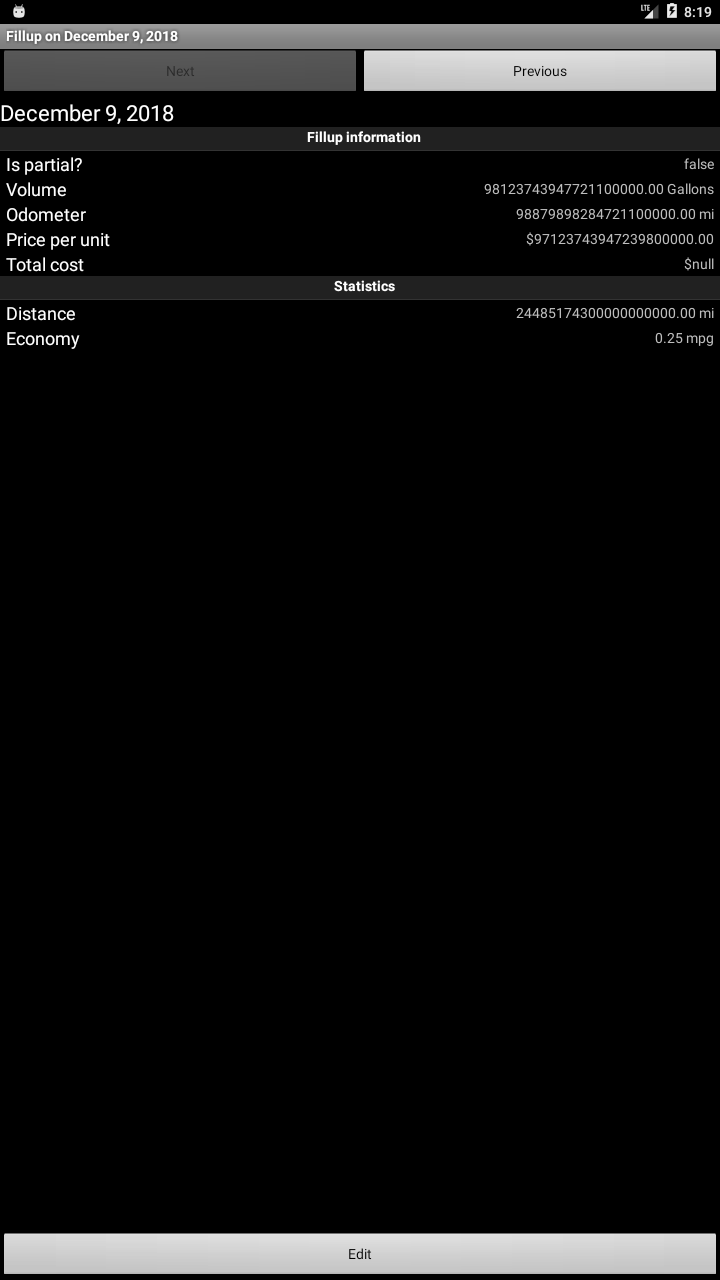 LTE 8:19
Fillup on December 9, 2018
Next Previous
December 9, 2018
Fillup information
Is partial? false
Volume 98123743947721100000.00 Gallons
Odometer 98879898284721100000.00 mi
Price per unit $97123743947239800000.00
Total cost $null
Statistics
Distance 24485174300000000000.00 mi
Economy 0.25 mpg
Edit